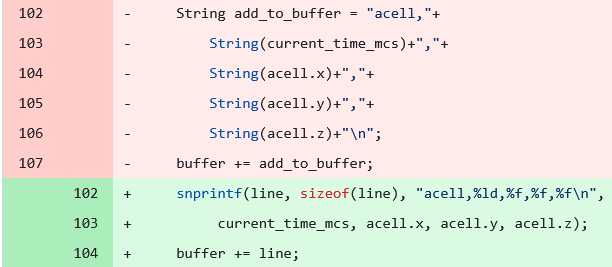 102 - String add_to_buffer = "acell,"+
103 - String(current_time_mcs)+","+
104 - String(acell.x)+","+
105 - String(acell.y)+","+
106 - String(acell.z)+"\n";
107 - buffer += add_to_buffer;
102 + snprintf(line, sizeof(line), "acell,%ld,%f,%f,%f\n",
103 + current_time_mcs, acell.x, acell.y, acell.z);
104 + buffer += line;